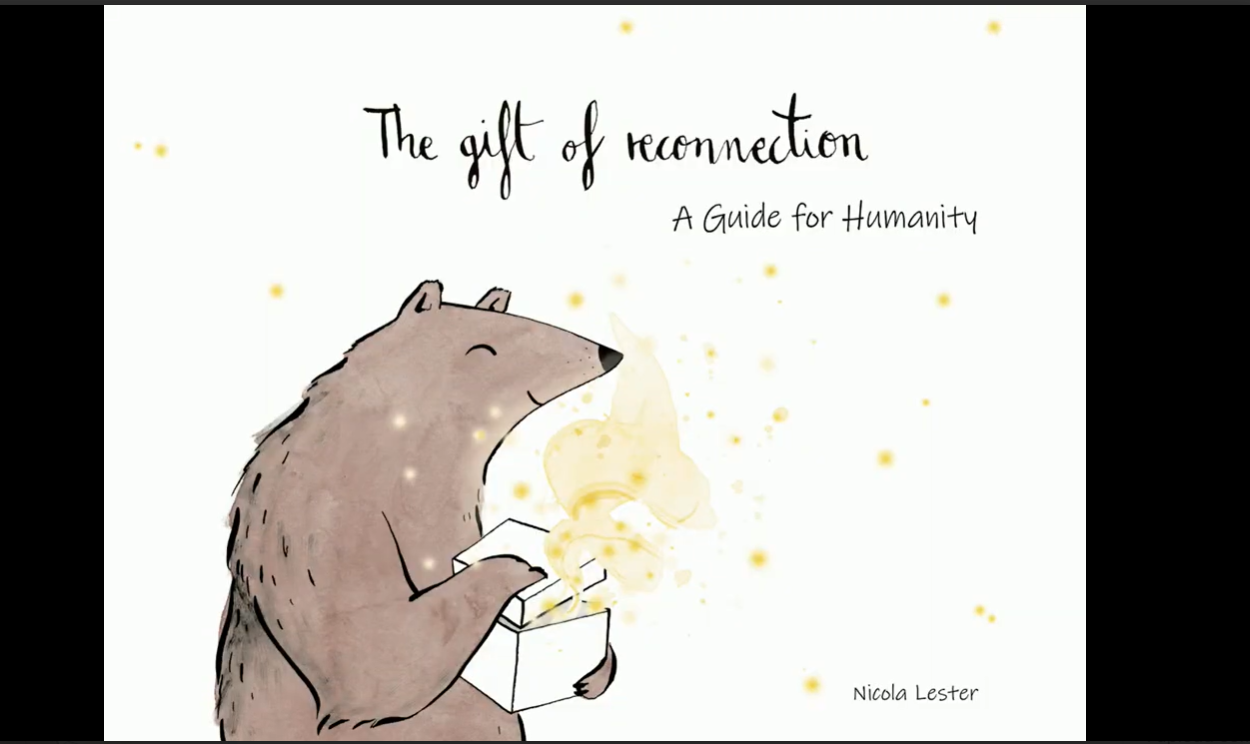 The gift of reconnection
A Guide for Humanity
Nicola Lester